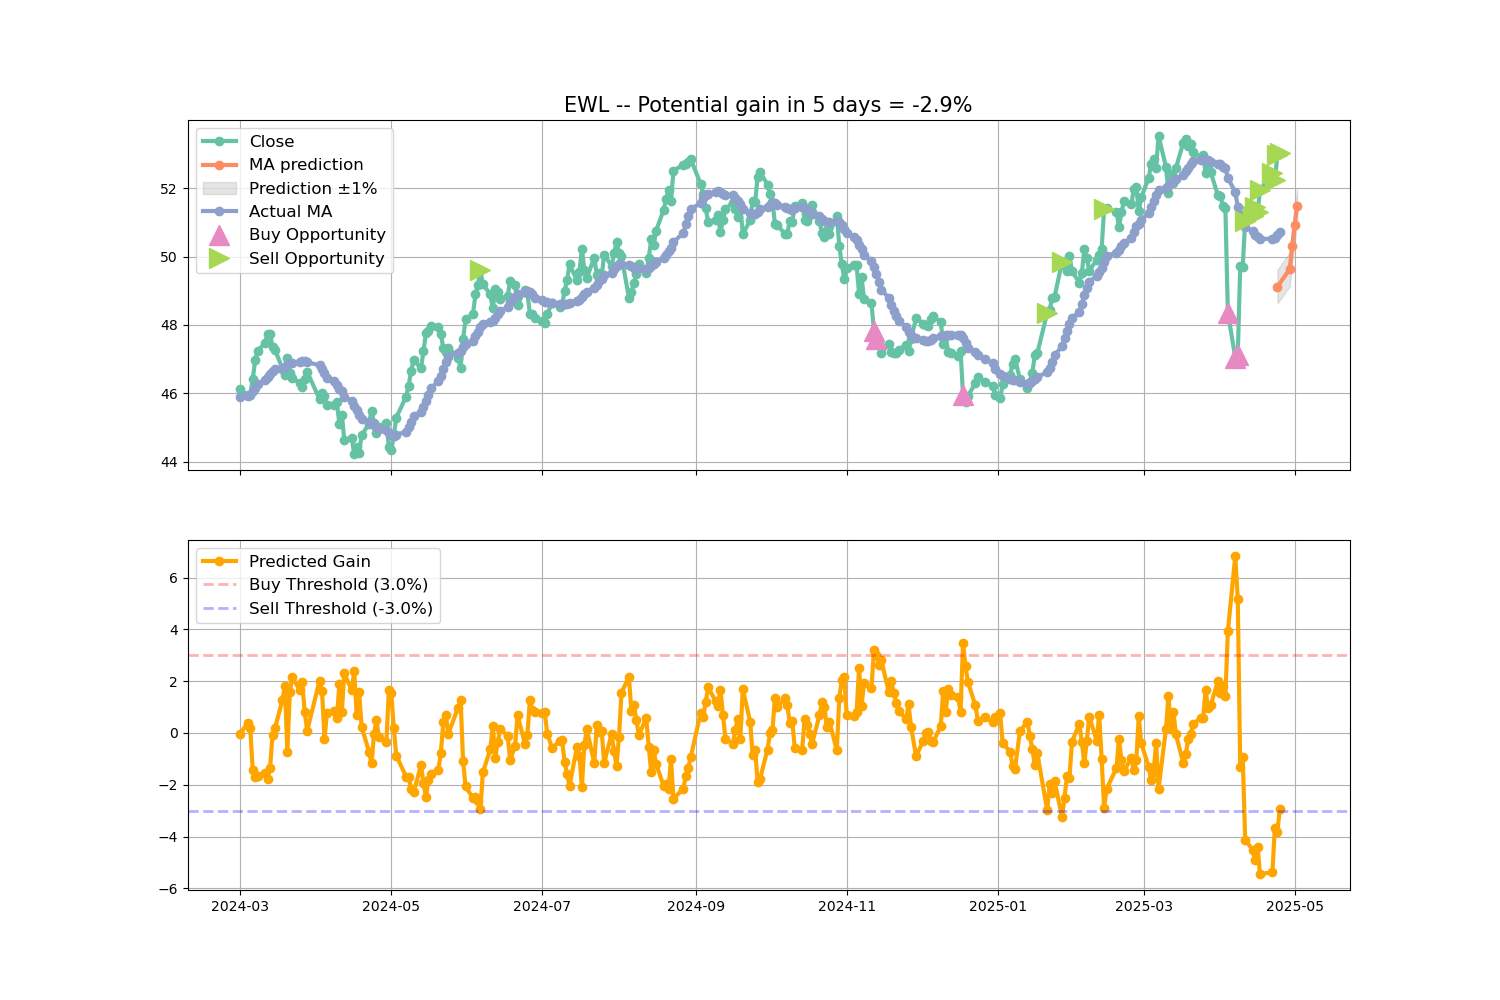 EWL -- Potential gain in 5 days = -2.9%
Close
MA prediction
Prediction ±1%
Actual MA
Buy Opportunity
Sell Opportunity
52
50
48
46
44
Predicted Gain
Buy Threshold (3.0%)
Sell Threshold (-3.0%)
6
4
2
0
−2
−4
−6
2024-03 2024-05 2024-07 2024-09 2024-11 2025-01 2025-03 2025-05